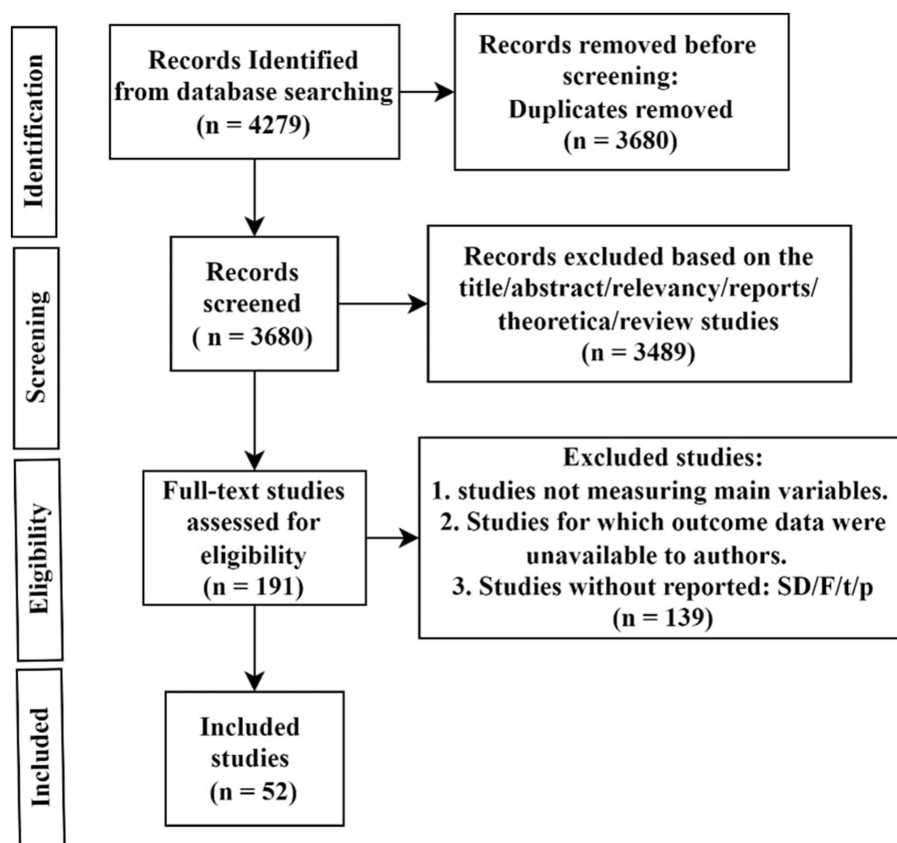 Identification
Records Identified
from database searching
(n = 4279)
Records removed before
screening:
Duplicates removed
(n = 3680)
Screening
Records
screened
( n = 3680)
Records excluded based on the
title/abstract/relevancy/reports/
theoretica/review studies
(n = 3489)
Eligibility
Full-text studies
assessed for
eligibility
(n = 191)
Excluded studies:
1. studies not measuring main variables.
2. Studies for which outcome data were
unavailable to authors.
3. Studies without reported: SD/F/t/p
(n = 139)
Included
Included
studies
(n = 52)